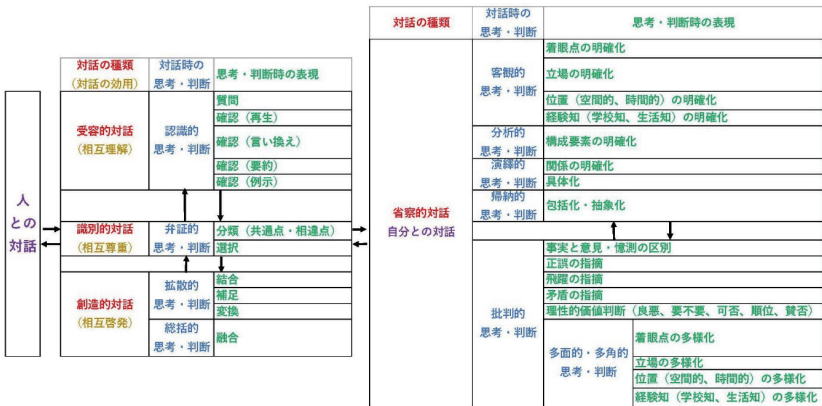 人
との
対話
対話の種類
（対話の効用）
対話時の
思考・判断
思考・判断時の表現
受容的対話
（相互理解）
認識的
思考・判断
質問
確認（再生）
確認（言い換え）
確認（要約）
確認（例示）
識別的対話
（相互尊重）
弁証的
思考・判断
分類（共通点・相違点）
選択
創造的対話
（相互啓発）
拡散的
思考・判断
結合
補足
変換
総括的
思考・判断
融合
対話の種類
対話時の
思考・判断
思考・判断時の表現
省察的対話
自分との対話
客観的
思考・判断
着眼点の明確化
立場の明確化
位置（空間的、時間的）の明確化
経験知（学校知、生活知）の明確化
分析的
思考・判断
構成要素の明確化
演繹的
思考・判断
関係の明確化
具体化
帰納的
思考・判断
包括化・抽象化
批判的
思考・判断
事実と意見・憶測の区別
正誤の指摘
飛躍の指摘
矛盾の指摘
理性的価値判断（良悪、要不要、可否、順位、賛否）
多面的・多角的
思考・判断
着眼点の多様化
立場の多様化
位置（空間的、時間的）の多様化
経験知（学校知、生活知）の多様化